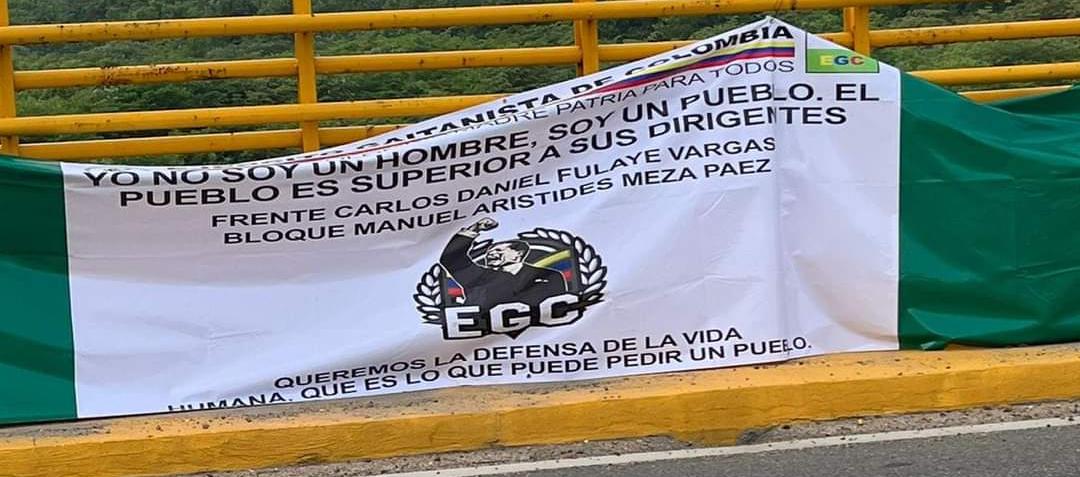 GAITANISTA DE COLOMBIA
EGC
MADRE PATRIA PARA TODOS
YO NO SOY UN HOMBRE, SOY UN PUEBLO. EL
PUEBLO ES SUPERIOR A SUS DIRIGENTES
FRENTE CARLOS DANIEL FULAYE VARGAS
BLOQUE MANUEL ARISTIDES MEZA PAEZ
EGC
QUEREMOS LA DEFENSA DE LA VIDA
HUMANA, QUE ES LO QUE PUEDE PEDIR UN PUEBLO.